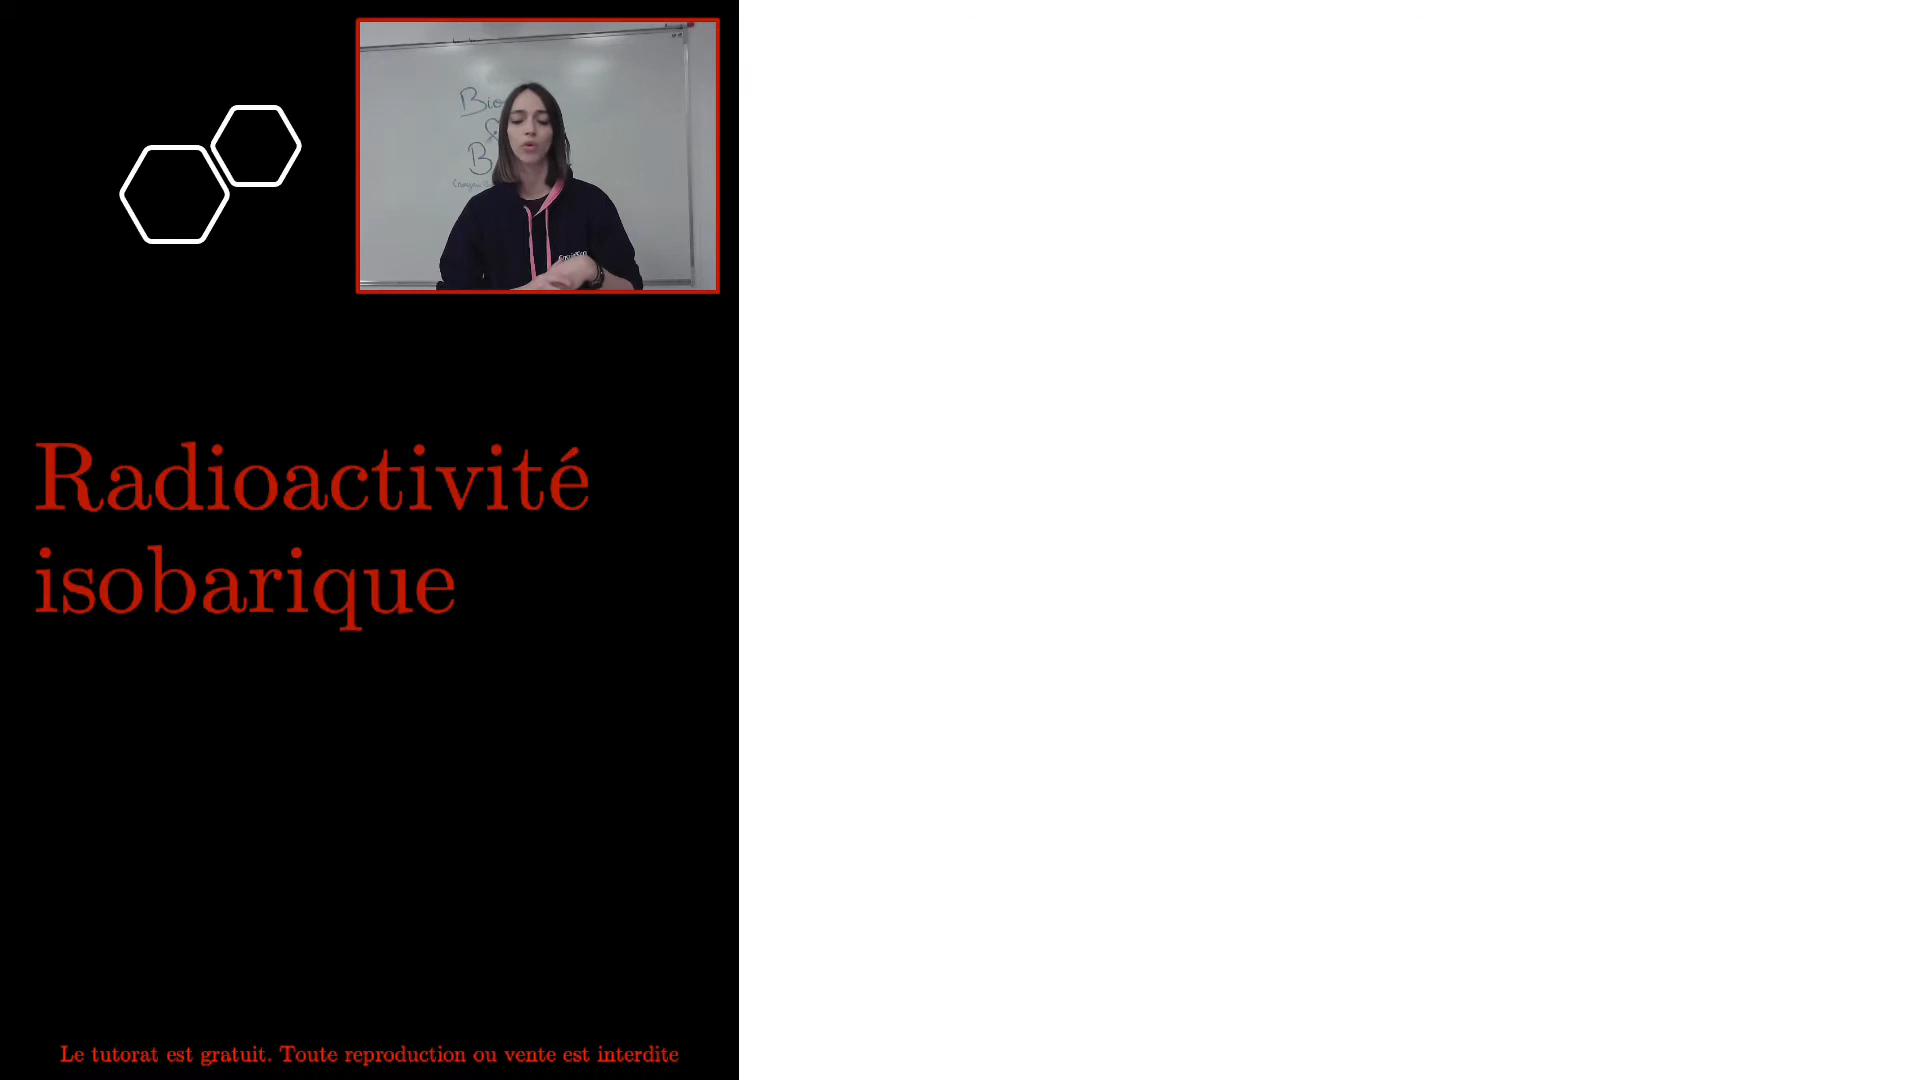 Radioactivité
isobarique
Le tutorat est gratuit. Toute reproduction ou vente est interdite